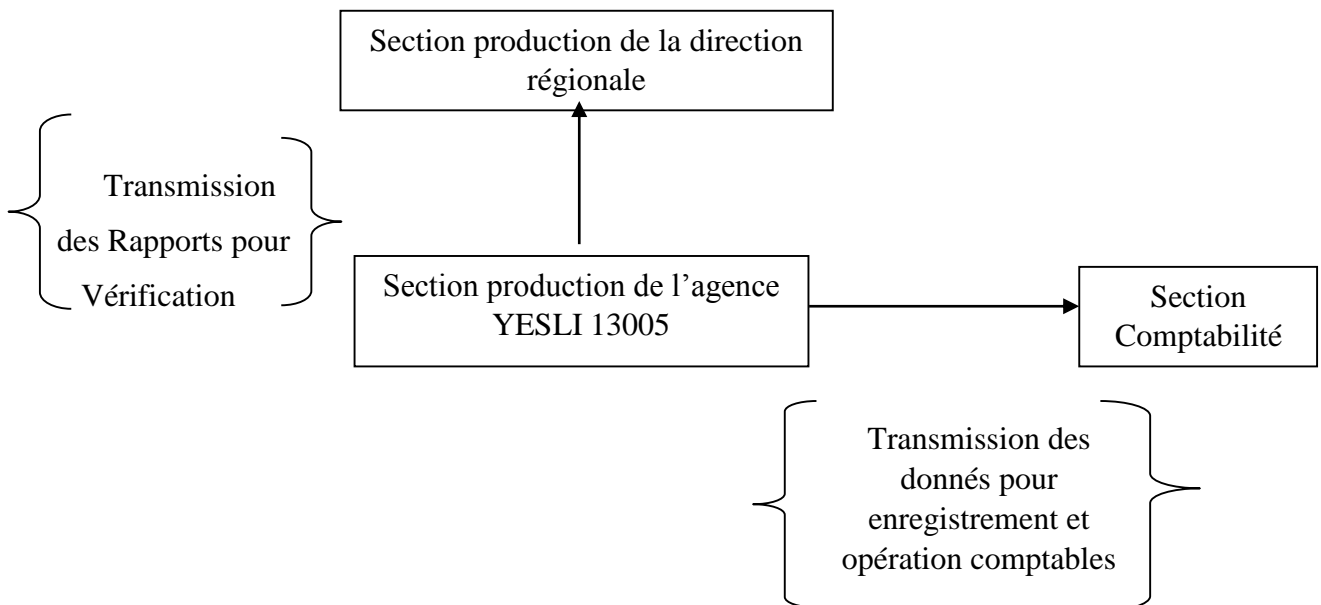 Section production de la direction
régionale
Transmission
des Rapports pour
Vérification
Section production de l’agence
YESLI 13005
Section
Comptabilité
Transmission des
donnés pour
enregistrement et
opération comptables